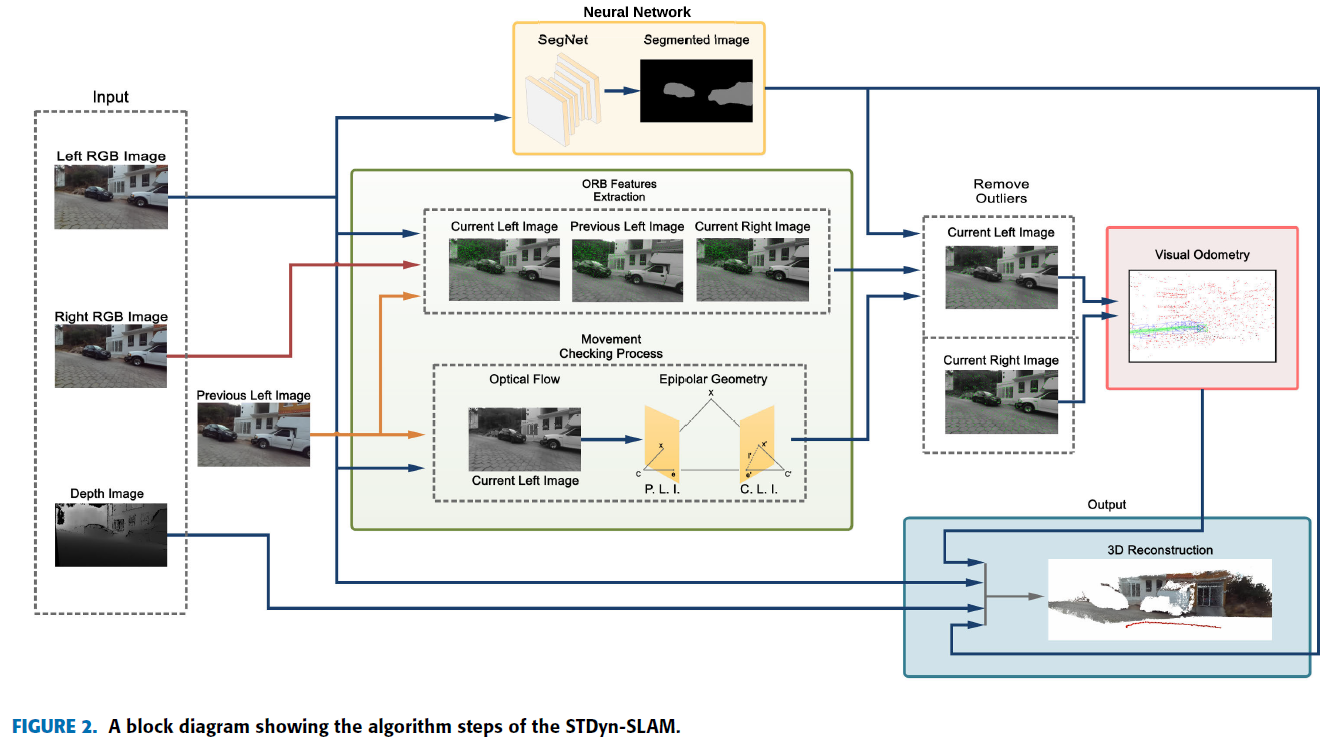 Neural Network
SegNet
Segmented Image
Input
Left RGB Image
Right RGB Image
Previous Left Image
Depth Image
ORB Features
Extraction
Current Left Image
Previous Left Image
Current Right Image
Movement
Checking Process
Optical Flow
Epipolar Geometry
X
x
x'
l'
C
e
e'
C'
Current Left Image
P. L. I.
C. L. I.
Remove
Outliers
Current Left Image
Current Right Image
Visual Odometry
Output
3D Reconstruction
FIGURE 2. A block diagram showing the algorithm steps of the STDyn-SLAM.